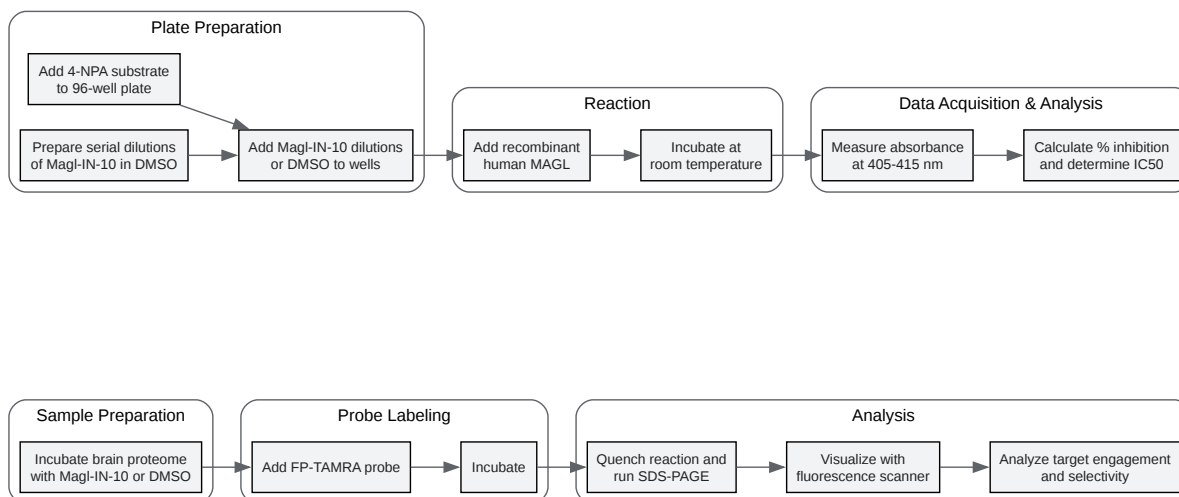 Plate Preparation
Add 4-NPA substrate
to 96-well plate
Prepare serial dilutions
of Magl-IN-10 in DMSO
Add Magl-IN-10 dilutions
or DMSO to wells
Reaction
Add recombinant
human MAGL
Incubate at
room temperature
Data Acquisition & Analysis
Measure absorbance
at 405-415 nm
Calculate % inhibition
and determine IC50
Sample Preparation
Incubate brain proteome
with Magl-IN-10 or DMSO
Probe Labeling
Add FP-TAMRA probe
Incubate
Analysis
Quench reaction and
run SDS-PAGE
Visualize with
fluorescence scanner
Analyze target engagement
and selectivity